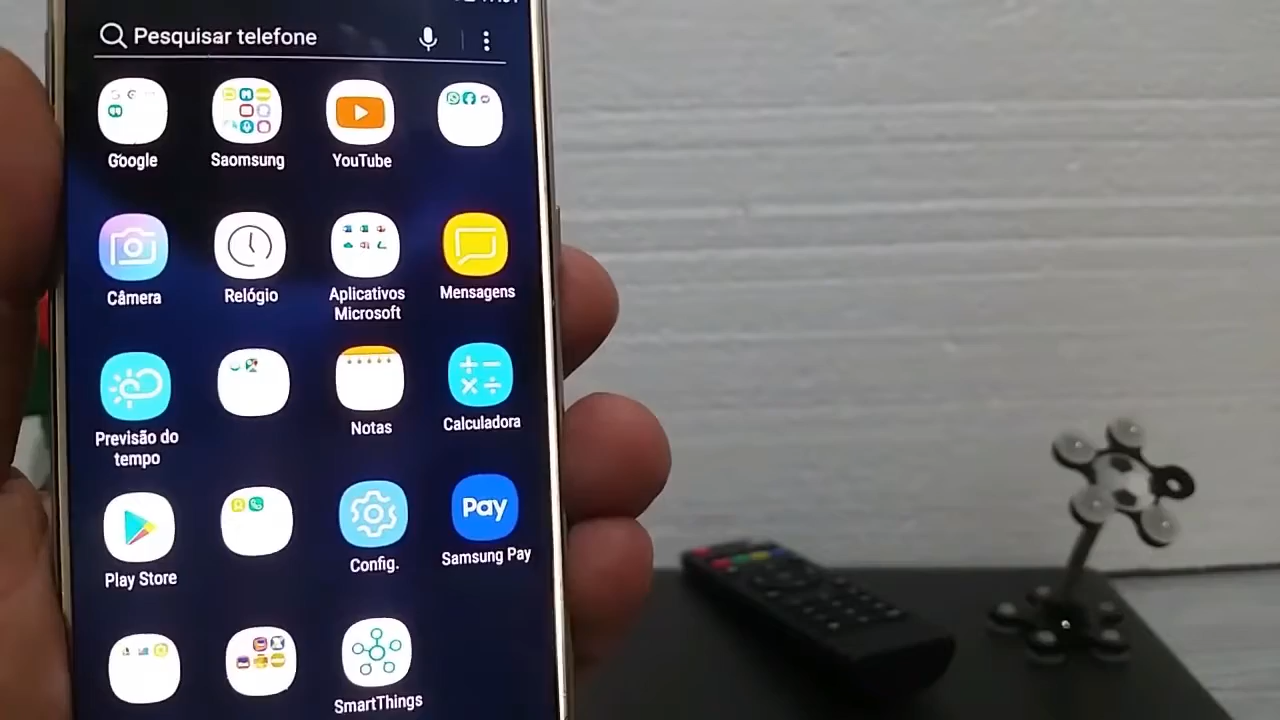 Pesquisar telefone
Google
Saomsung
YouTube
Câmera
Relógio
Aplicativos
Microsoft
Mensagens
Previsão do
tempo
Notas
Calculadora
Play Store
Config.
Pay
Samsung Pay
SmartThings